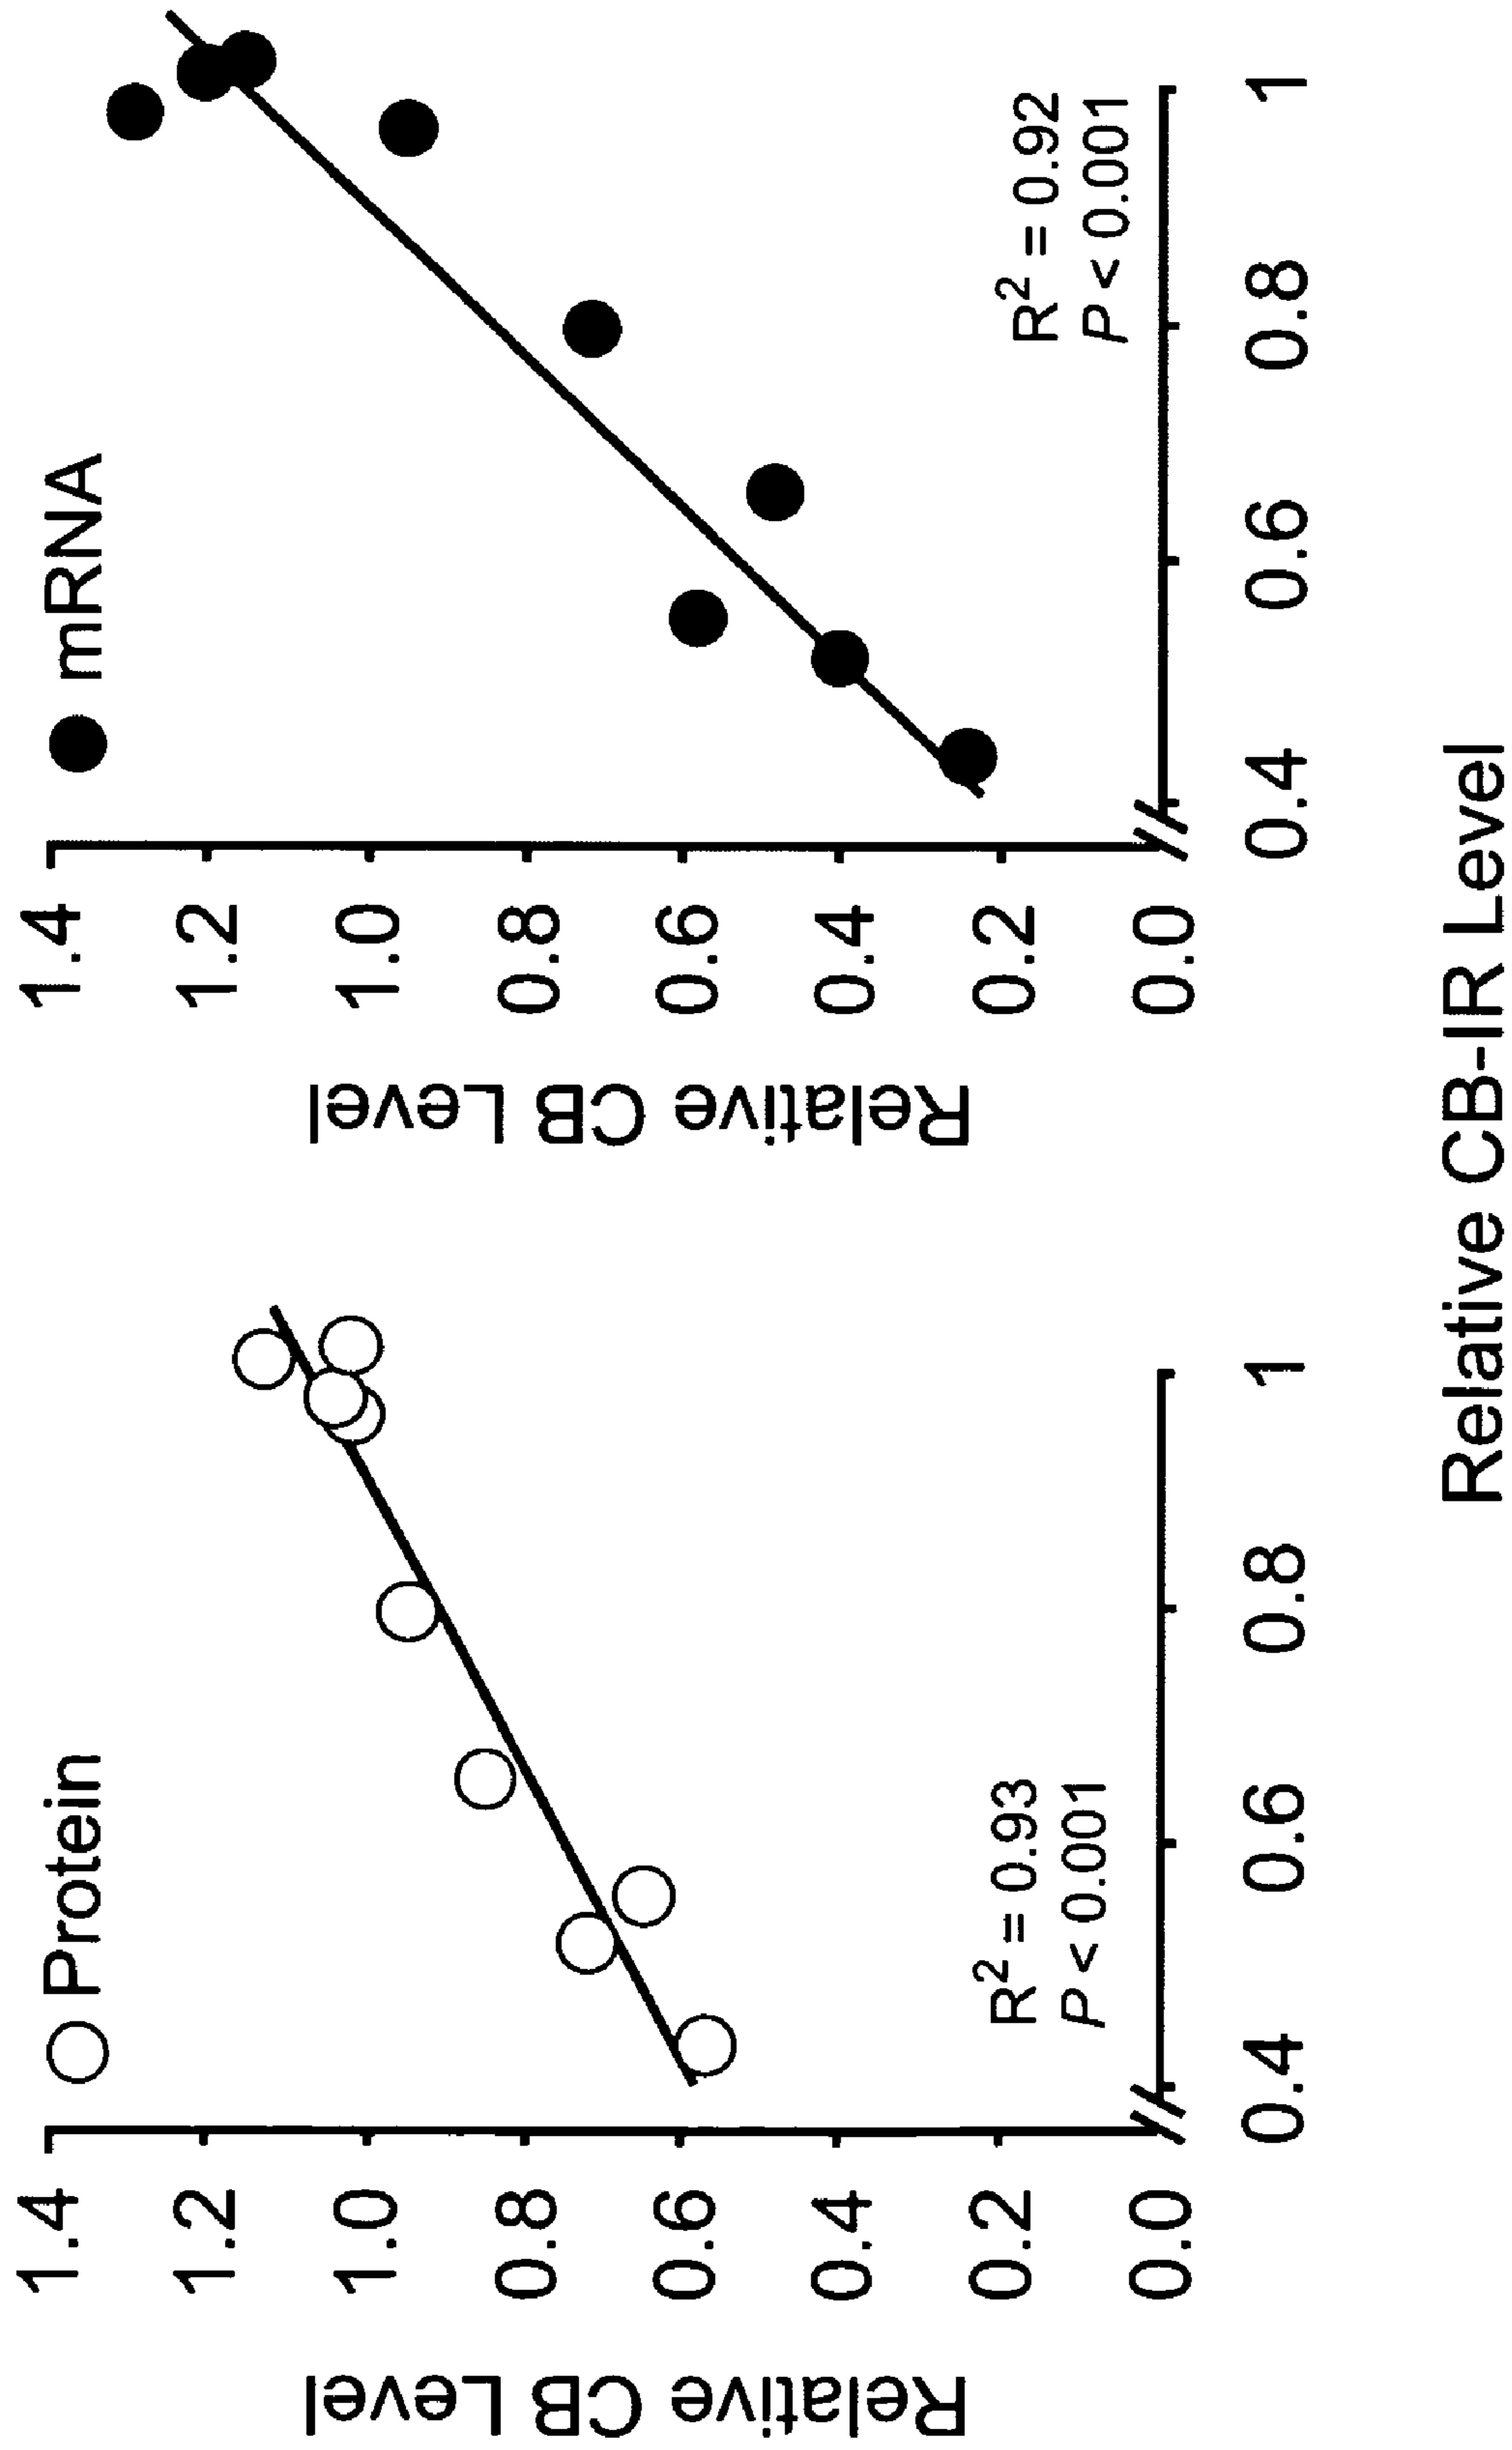 Protein
Relative CB Level
1.4
1.2
1.0
0.8
0.6
0.4
0.2
0.0
R² = 0.93
P < 0.001
0.4
0.6
0.8
1
mRNA
Relative CB Level
1.4
1.2
1.0
0.8
0.6
0.4
0.2
0.0
R² = 0.92
P < 0.001
0.4
0.6
0.8
1
Relative CB-IR Level